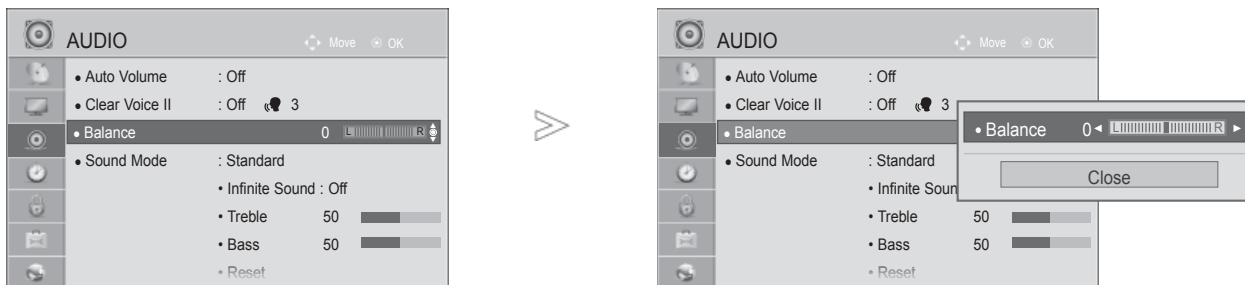 AUDIO
Move OK
• Auto Volume : Off
• Clear Voice II : Off 3
• Balance 0 L R
• Sound Mode : Standard
• Infinite Sound : Off
• Treble 50
• Bass 50
• Reset
AUDIO
Move OK
• Auto Volume : Off
• Clear Voice II : Off 3
• Balance
• Sound Mode : Standard
• Infinite Soun
• Treble 50
• Bass 50
• Reset
• Balance 0 L R
Close